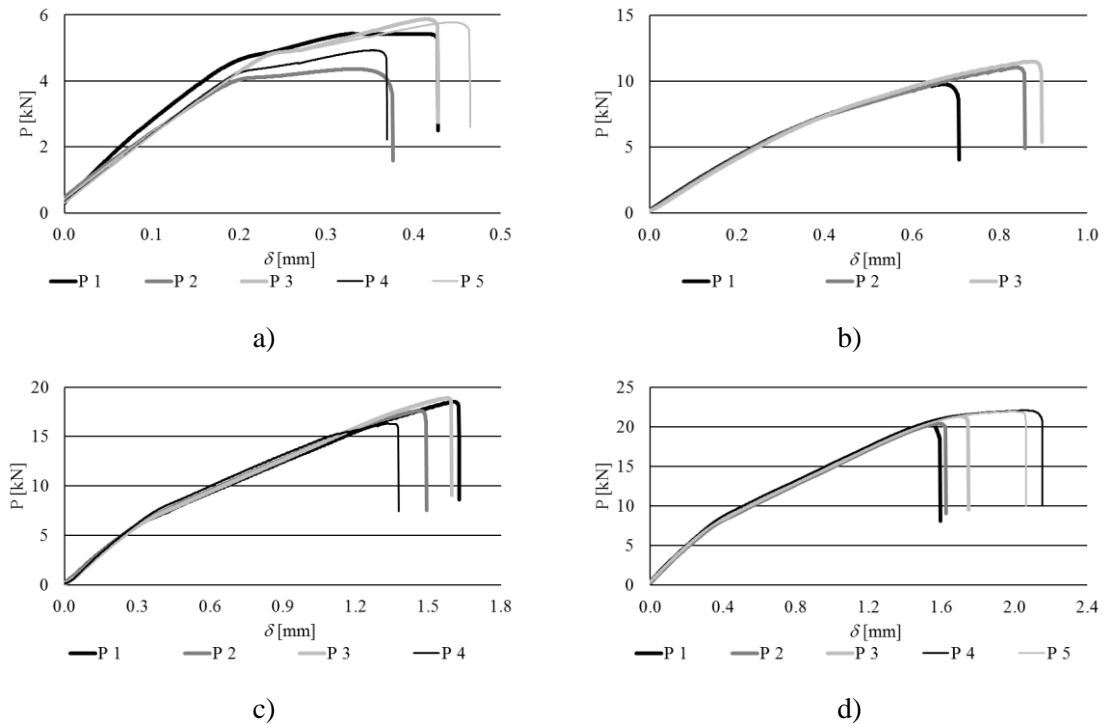 6
4
2
0
P [kN]
0.0 0.1 0.2 0.3 0.4 0.5
δ [mm]
P 1 P 2 P 3 P 4 P 5
a)
15
10
5
0
P [kN]
0.0 0.2 0.4 0.6 0.8 1.0
δ [mm]
P 1 P 2 P 3
b)
20
15
10
5
0
P [kN]
0.0 0.3 0.6 0.9 1.2 1.5 1.8
δ [mm]
P 1 P 2 P 3 P 4
c)
25
20
15
10
5
0
P [kN]
0.0 0.4 0.8 1.2 1.6 2.0 2.4
δ [mm]
P 1 P 2 P 3 P 4 P 5
d)